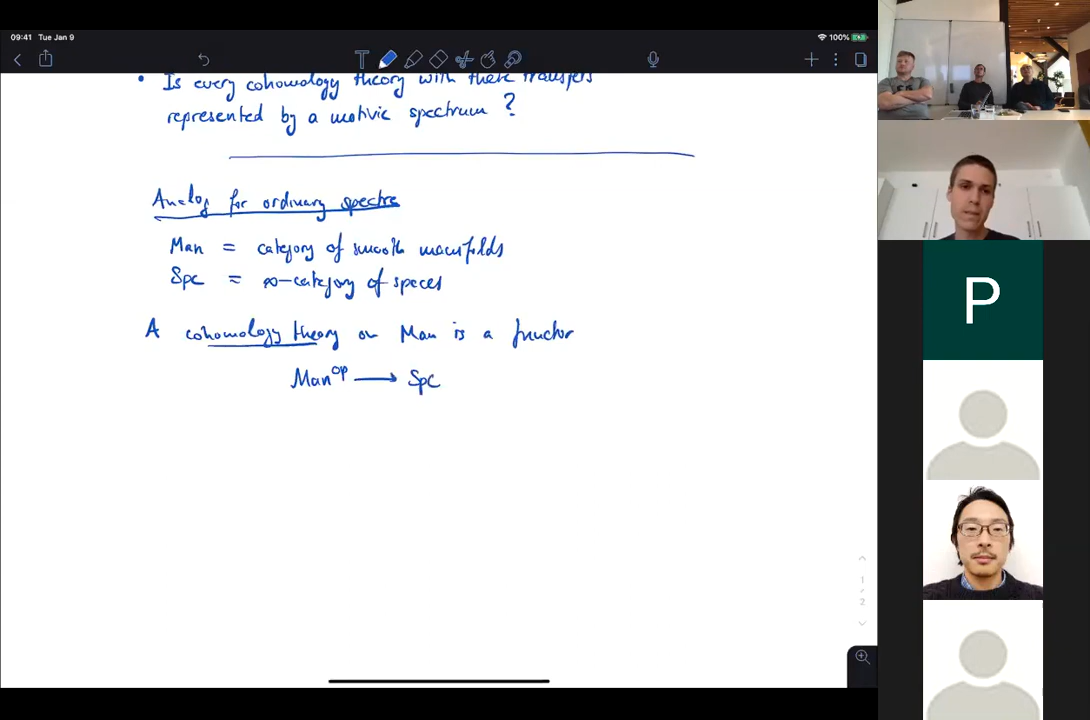 09:41 Tue Jan 9
100%
• Is every cohomology theory with these transfers
represented by a motivic spectrum ?
Analog for ordinary spectra
Man = category of smooth manifolds
Spc = ∞-category of spaces
A cohomology theory on Man is a functor
Man^op → Spc
P
1
/
2